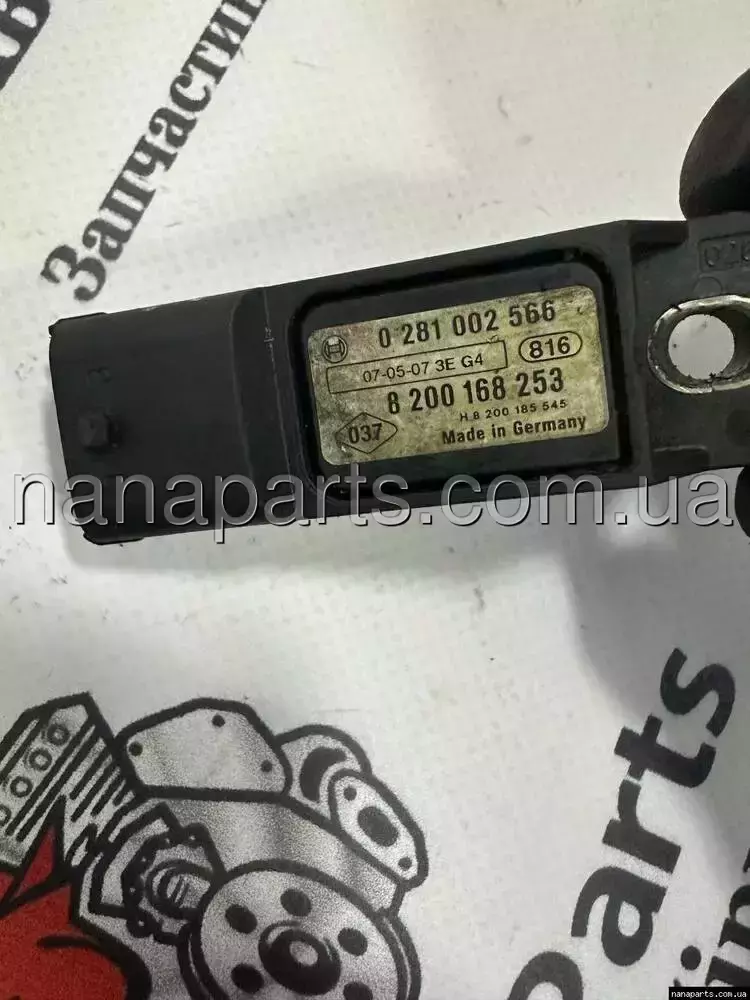 Запчастин
0 281 002 566
07-05-07 3E G4
816
8 200 168 253
H 8 200 185 545
037
Made in Germany
nanaparts.com.ua
Parts
nanaparts.com.ua